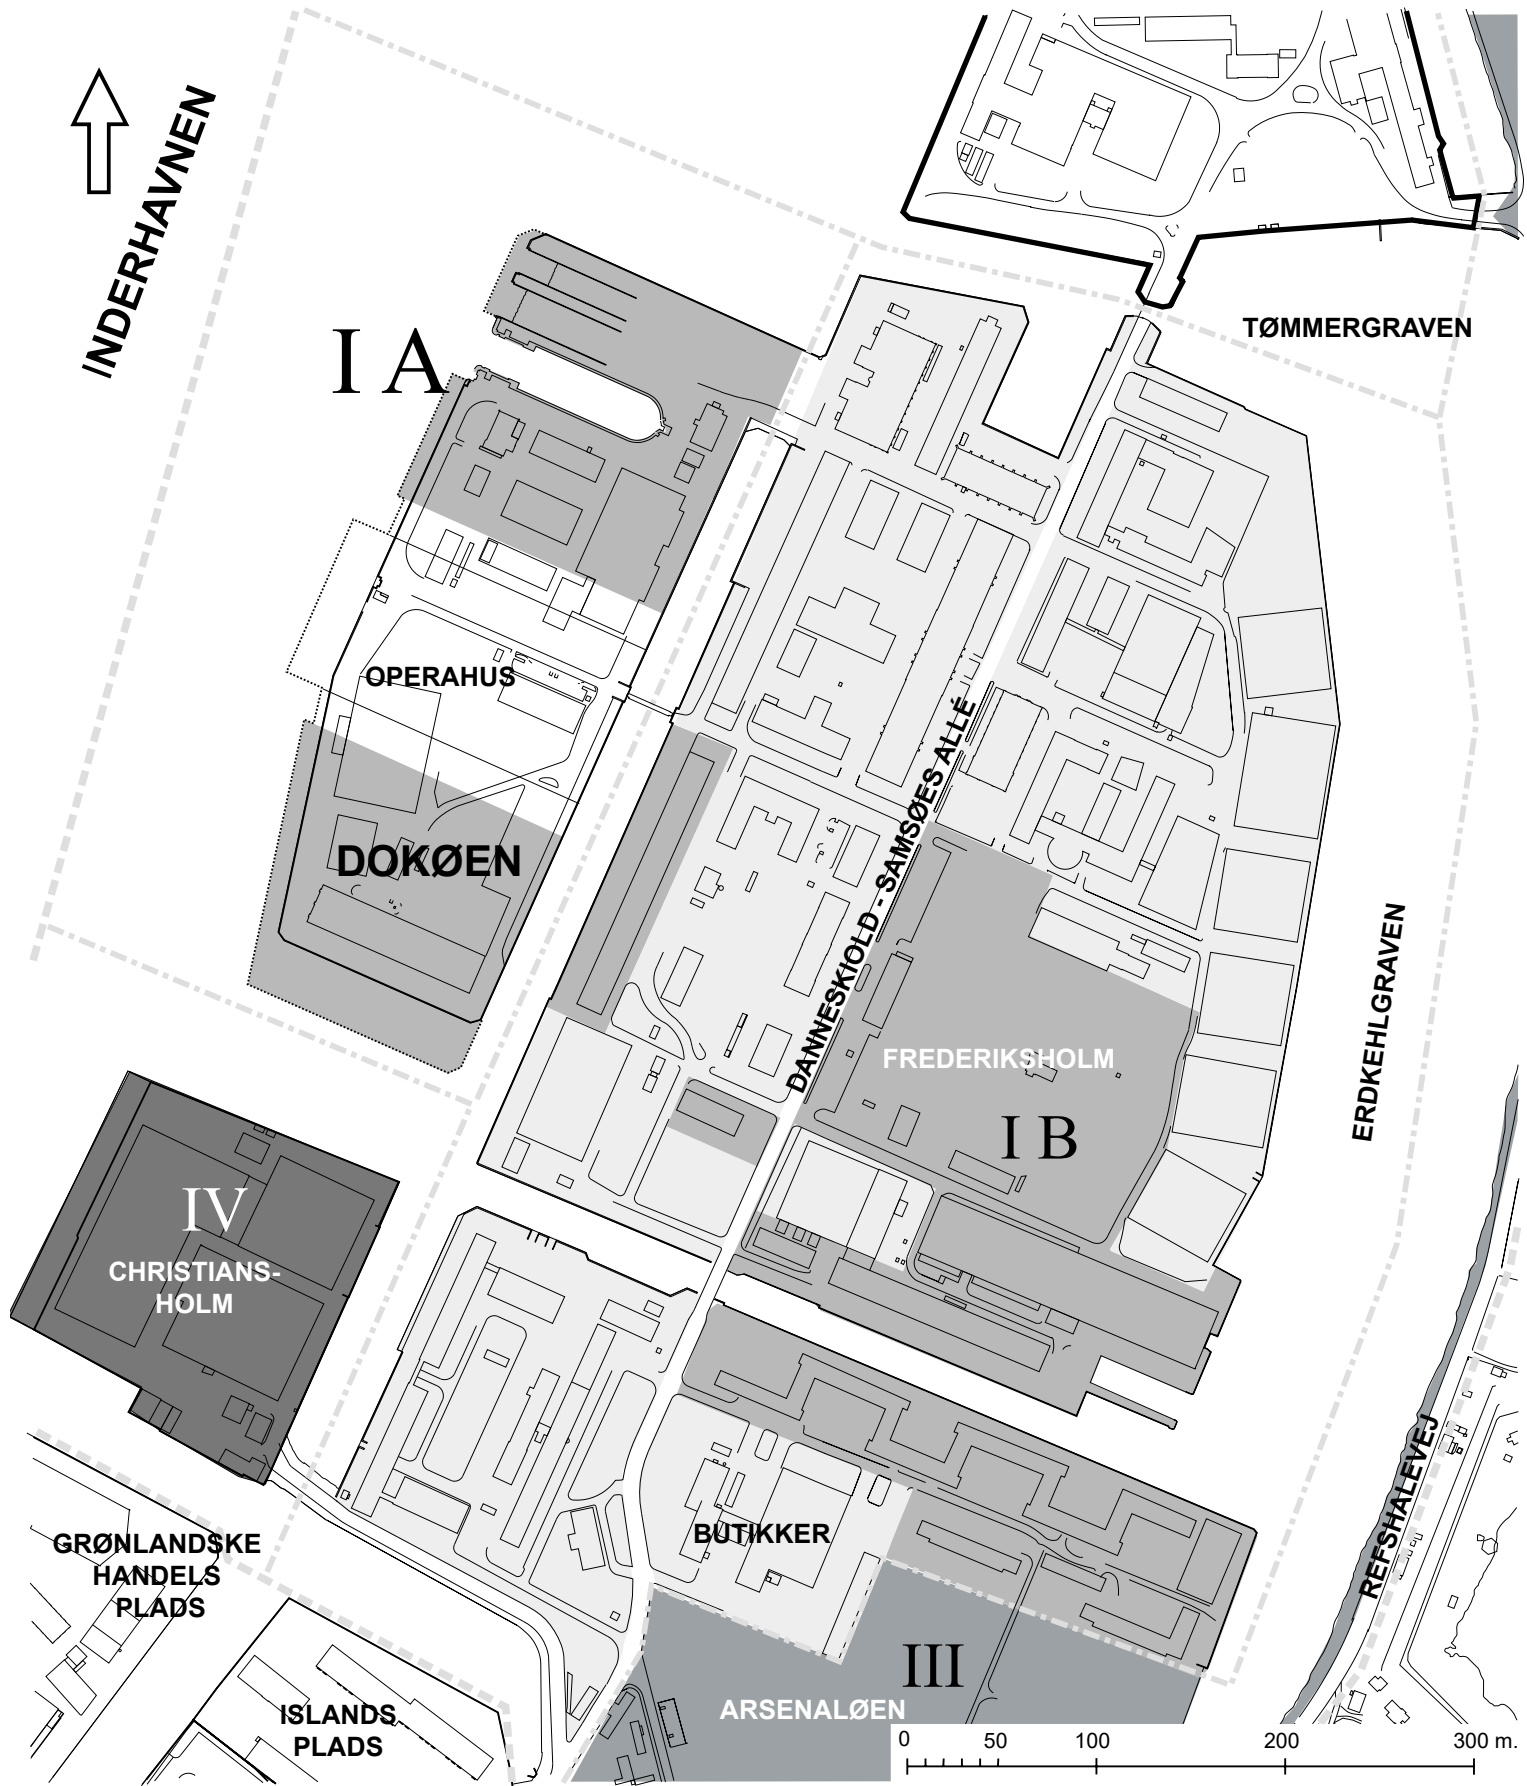 INDERHAVNEN
TØMMERGRAVEN
I A
OPERAHUS
DANNESKIOLD - SAMSØES ALLÉ
DOKØEN
ERDKEHLGRAVEN
FREDERIKSHOLM
I B
IV
CHRISTIANS-
HOLM
REFSHALEVEJ
BUTIKKER
GRØNLANDSKE
HANDELS
PLADS
III
ARSENALØEN
ISLANDS
PLADS
0 50 100 200 300 m.